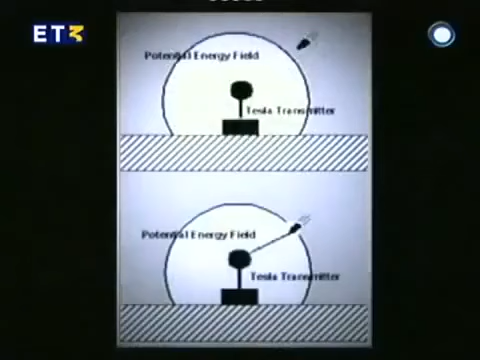 ET3
Potential Energy Field
Tesla Transmitter
Potential Energy Field
Tesla Transmitter